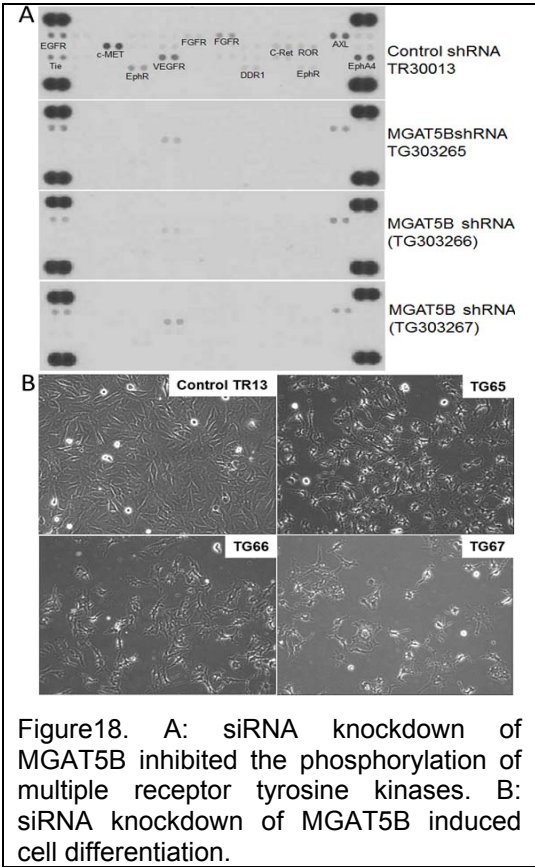 A
EGFR
c-MET
FGFR
FGFR
C-Ret ROR
AXL
Control shRNA
TR30013
Tie
EphR
VEGFR
DDR1
EphR
EphA4
MGAT5BshRNA
TG303265
MGAT5B shRNA
(TG303266)
MGAT5B shRNA
(TG303267)
B
Control TR13
TG65
TG66
TG67
Figure18. A: siRNA knockdown of
MGAT5B inhibited the phosphorylation of
multiple receptor tyrosine kinases. B:
siRNA knockdown of MGAT5B induced
cell differentiation.